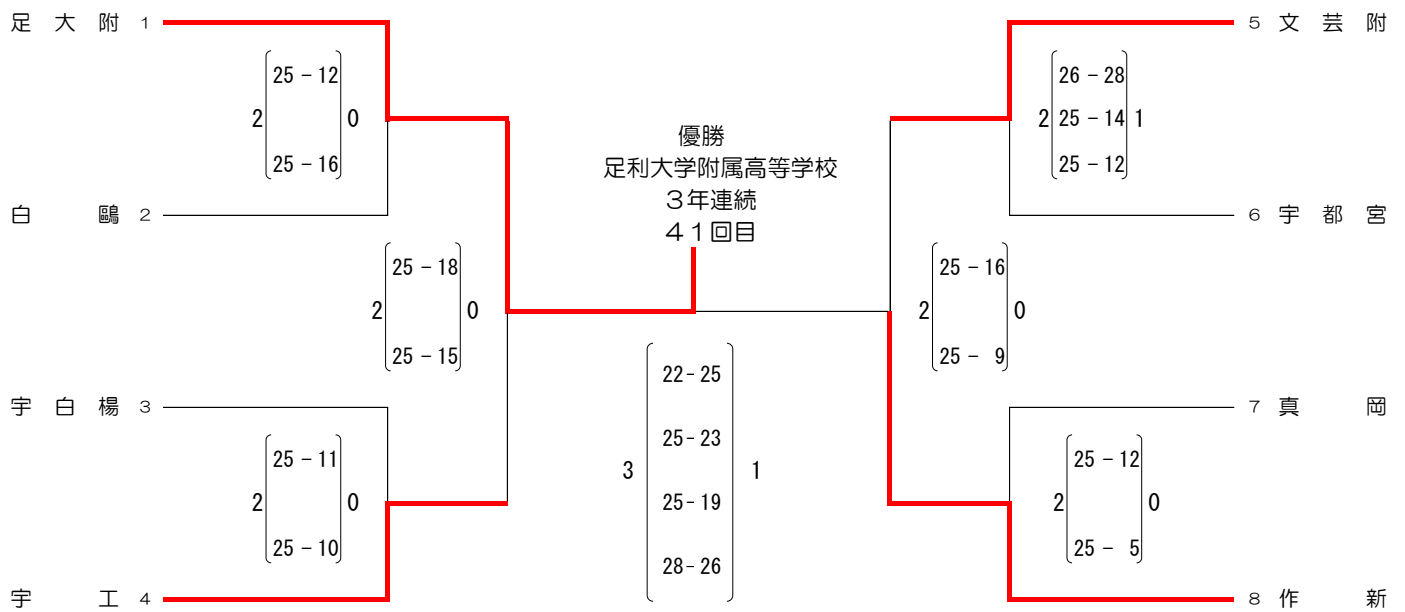 足大附 1
5 文芸附
25-12
2 0
25-16
26-28
2 25-14 1
25-12
優勝
足利大学附属高等学校
3年連続
41回目
白鷗 2
6 宇都宮
25-18
2 0
25-15
25-16
2 0
25- 9
22-25
25-23
3 1
25-19
28-26
宇白楊 3
7 真岡
25-11
2 0
25-10
25-12
2 0
25- 5
宇工 4
8 作新